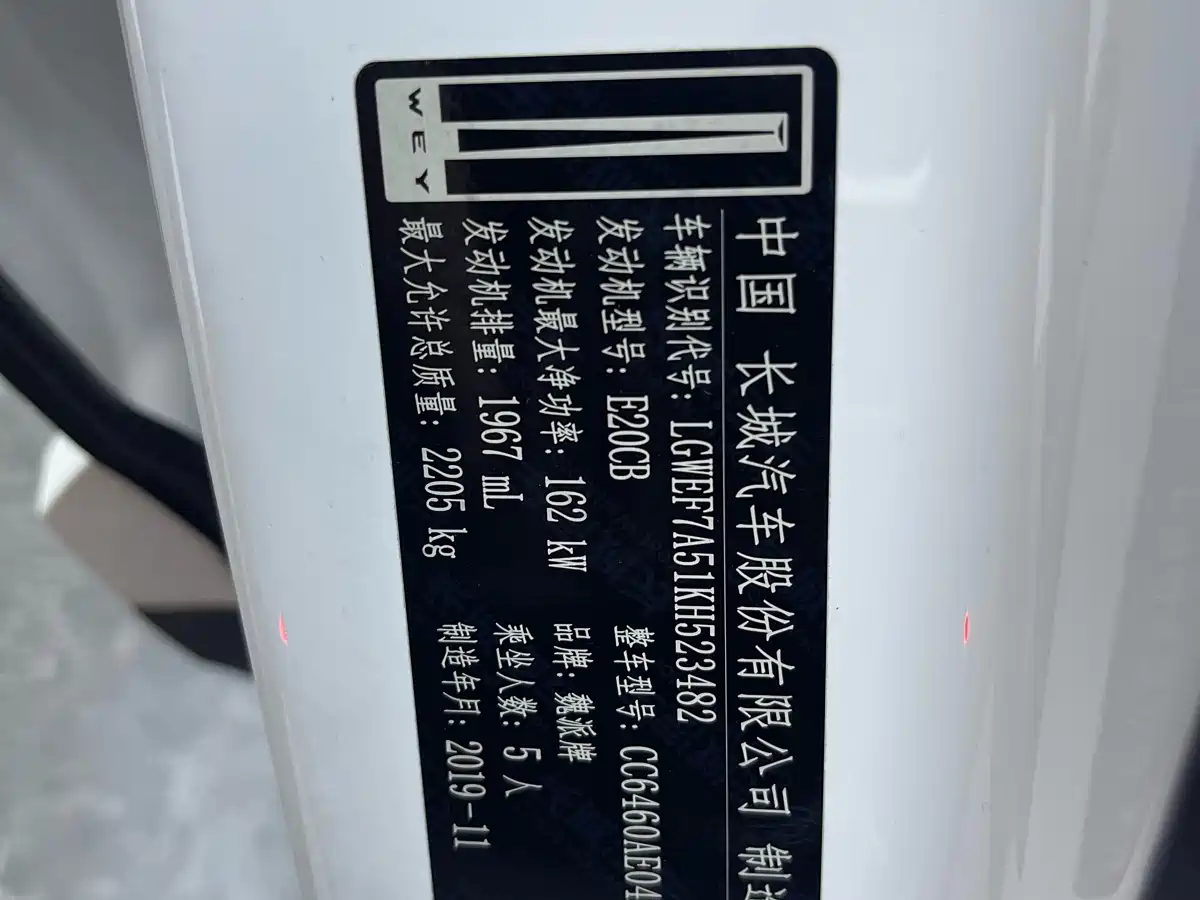 WEY
中国 长城汽车股份有限公司 制造
车辆识别代号: LGWEF7A51KH523482
发动机型号: E20CB 整车型号: CC6460AE04
发动机最大净功率: 162 kW 品牌: 魏派牌
发动机排量: 1967 mL 乘坐人数: 5 人
最大允许总质量: 2205 kg 制造年月: 2019-11